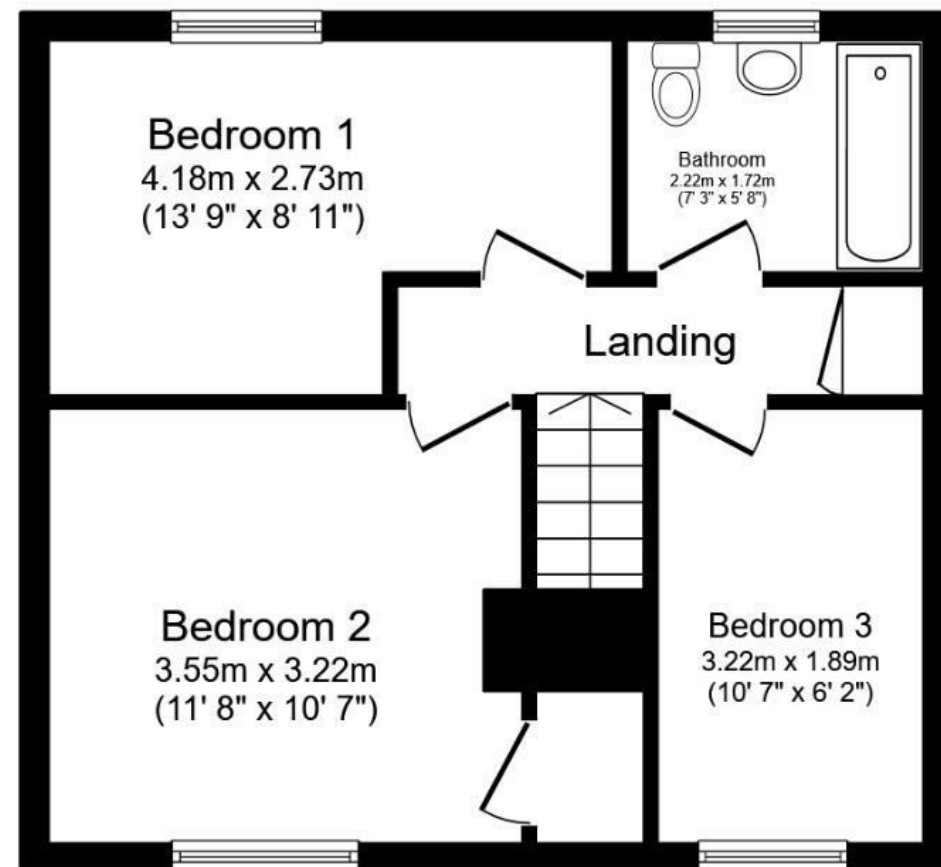 Bedroom 1
4.18m x 2.73m
(13' 9" x 8' 11")
Bathroom
2.22m x 1.72m
(7' 3" x 5' 8")
Landing
Bedroom 2
3.55m x 3.22m
(11' 8" x 10' 7")
Bedroom 3
3.22m x 1.89m
(10' 7" x 6' 2")